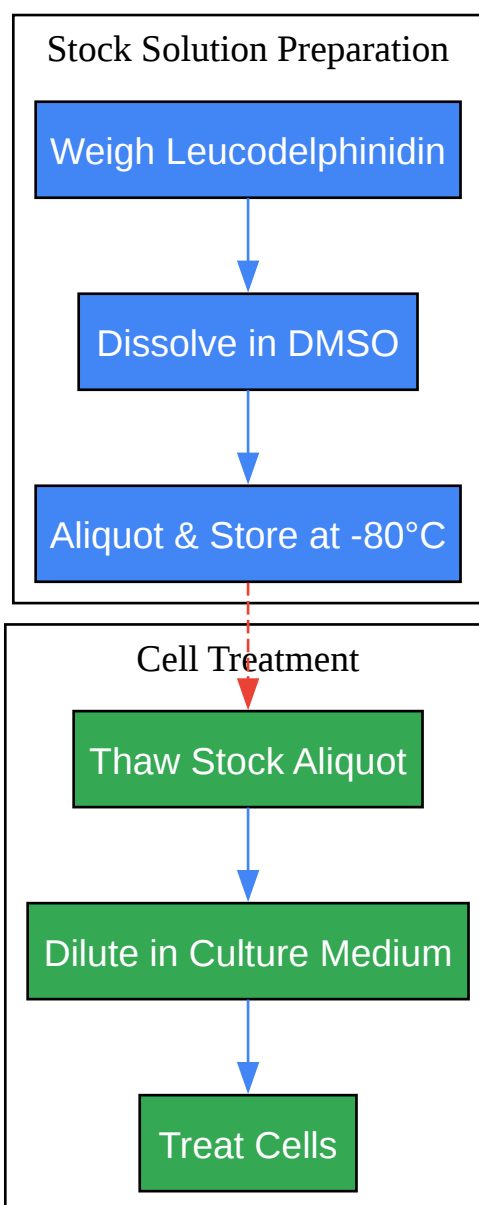 Stock Solution Preparation
Weigh Leucodelphinidin
Dissolve in DMSO
Aliquot & Store at -80°C
Cell Treatment
Thaw Stock Aliquot
Dilute in Culture Medium
Treat Cells